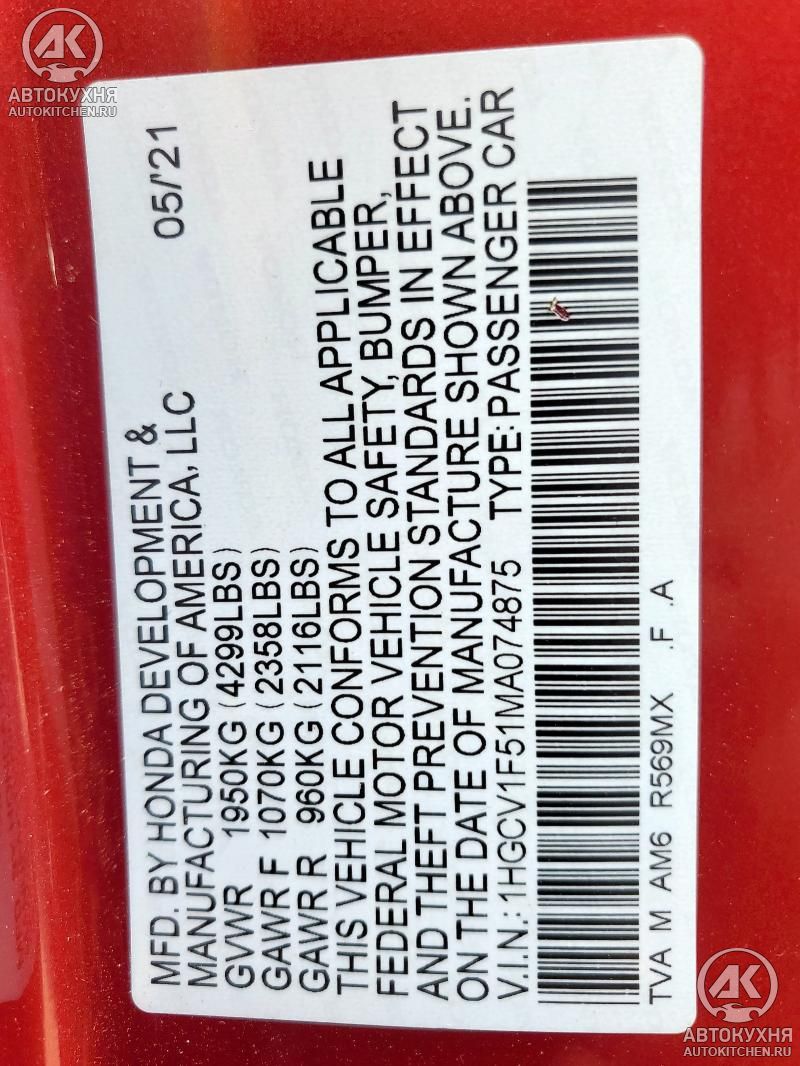 АВТОКУХНЯ
AUTOKITCHEN.RU
MFD. BY HONDA DEVELOPMENT & 05/'21
MANUFACTURING OF AMERICA, LLC
GVWR 1950KG (4299LBS)
GAWR F 1070KG (2358LBS)
GAWR R 960KG (2116LBS)
THIS VEHICLE CONFORMS TO ALL APPLICABLE
FEDERAL MOTOR VEHICLE SAFETY, BUMPER,
AND THEFT PREVENTION STANDARDS IN EFFECT
ON THE DATE OF MANUFACTURE SHOWN ABOVE.
V.I.N.: 1HGCV1F51MA074875 TYPE: PASSENGER CAR
TVA M AM6 R569MX .F .A
АВТОКУХНЯ
AUTOKITCHEN.RU